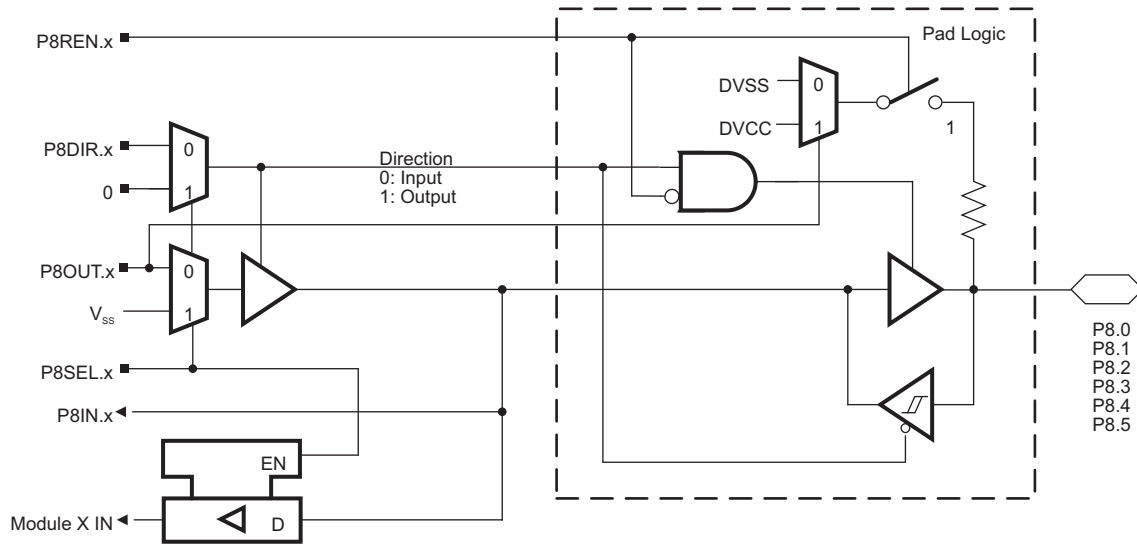 P8REN.x
Pad Logic
DVSS
0
DVCC
1
1
P8DIR.x
0
0
1
Direction
0: Input
1: Output
P8OUT.x
0
VSS
1
P8SEL.x
P8IN.x
EN
Module X IN
D
P8.0
P8.1
P8.2
P8.3
P8.4
P8.5